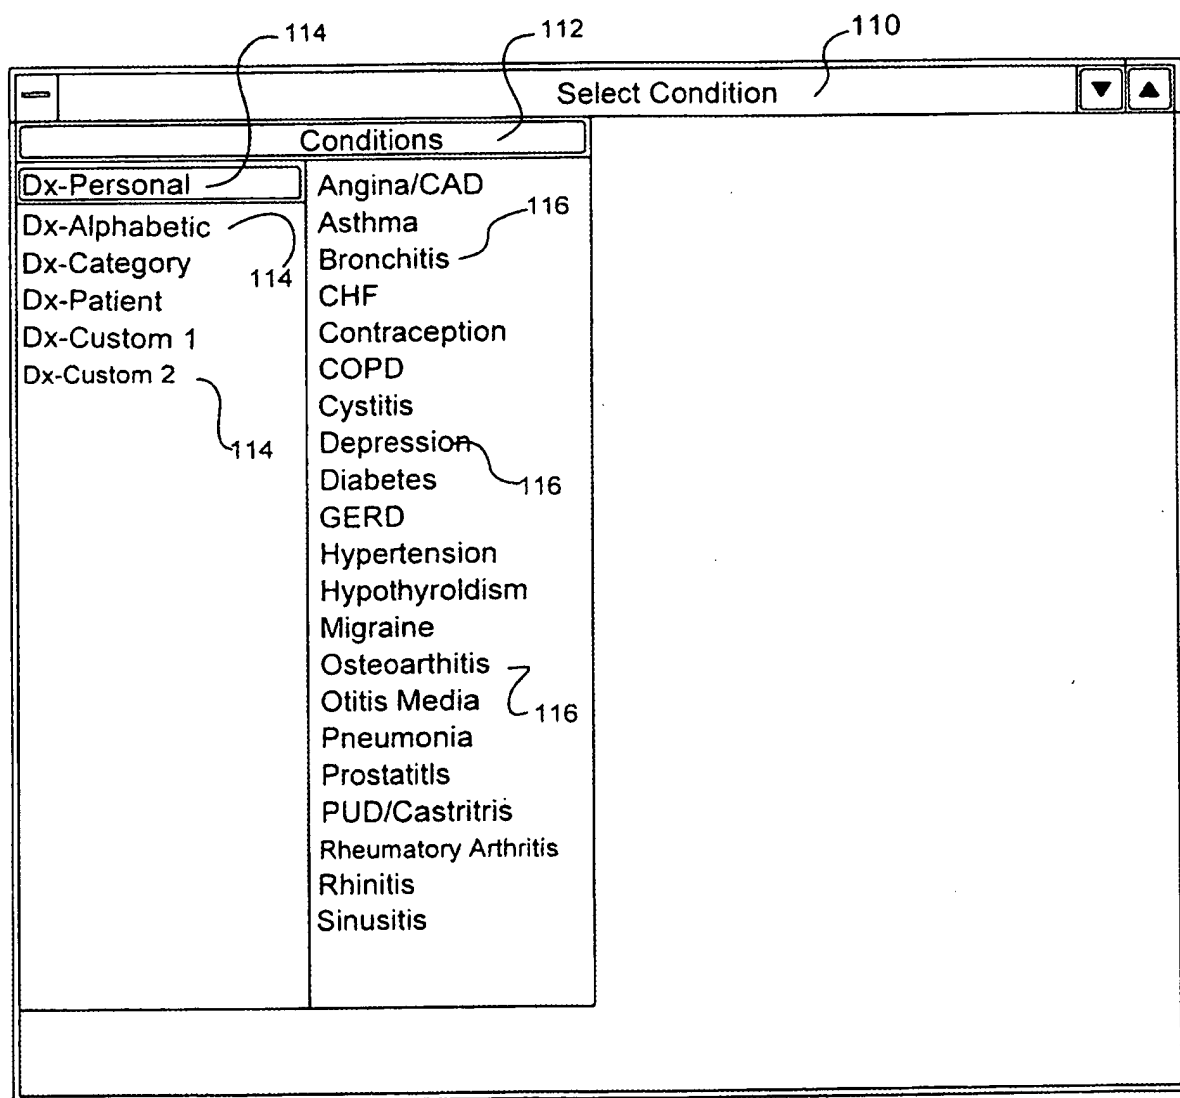 114
112
110
Select Condition
Conditions
Dx-Personal
Dx-Alphabetic
114
Dx-Category
Dx-Patient
Dx-Custom 1
Dx-Custom 2
114
Angina/CAD
116
Asthma
Bronchitis
CHF
Contraception
COPD
Cystitis
Depression
Diabetes
116
GERD
Hypertension
Hypothyroldism
Migraine
Osteoarthitis
Otitis Media
116
Pneumonia
Prostatitls
PUD/Castritris
Rheumatory Arthritis
Rhinitis
Sinusitis